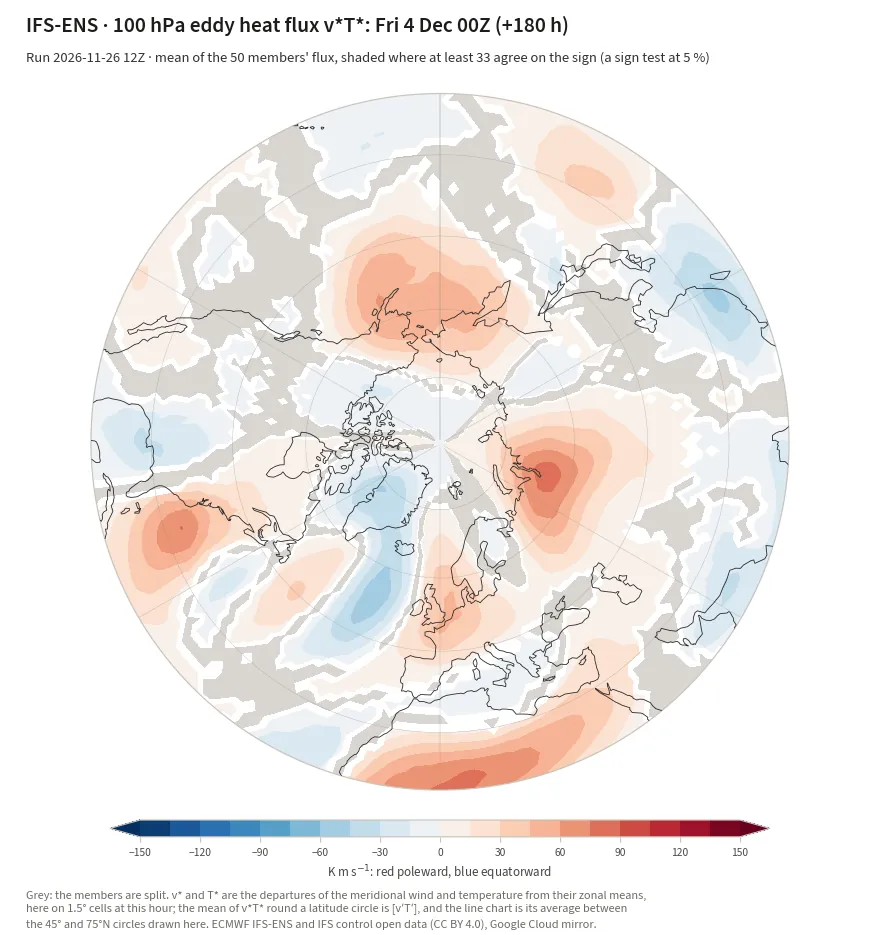 IFS-ENS · 100 hPa eddy heat flux v*T*: Fri 4 Dec 00Z (+180 h)
Run 2026-11-26 12Z · mean of the 50 members' flux, shaded where at least 33 agree on the sign (a sign test at 5 %)
−150 −120 −90 −60 −30 0 30 60 90 120 150
K m s⁻¹: red poleward, blue equatorward
Grey: the members are split. v* and T* are the departures of the meridional wind and temperature from their zonal means,
here on 1.5° cells at this hour; the mean of v*T* round a latitude circle is [v'T'], and the line chart is its average between
the 45° and 75°N circles drawn here. ECMWF IFS-ENS and IFS control open data (CC BY 4.0), Google Cloud mirror.